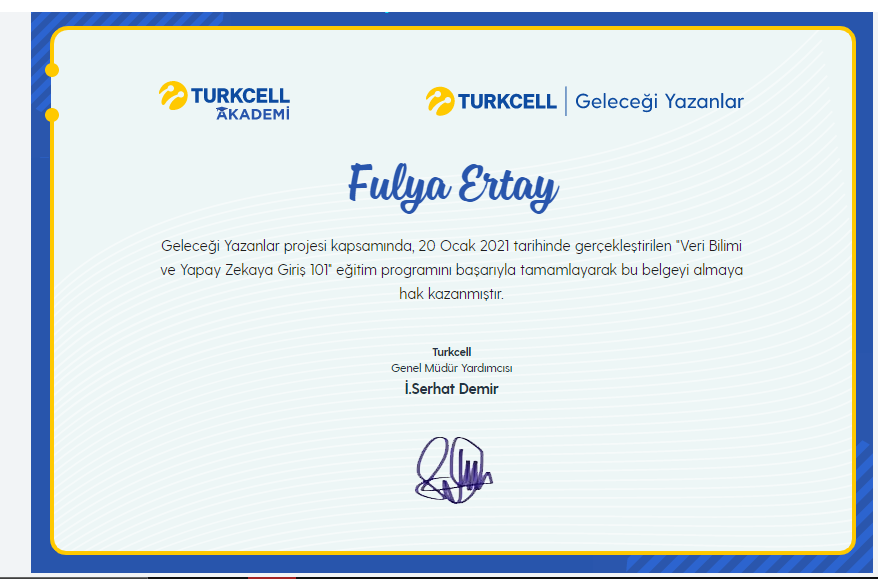 TURKCELL
AKADEMİ
TURKCELL | Geleceği Yazanlar
Fulya Ertay
Geleceği Yazanlar projesi kapsamında, 20 Ocak 2021 tarihinde gerçekleştirilen "Veri Bilimi
ve Yapay Zekaya Giriş 101" eğitim programını başarıyla tamamlayarak bu belgeyi almaya
hak kazanmıştır.
Turkcell
Genel Müdür Yardımcısı
İ.Serhat Demir